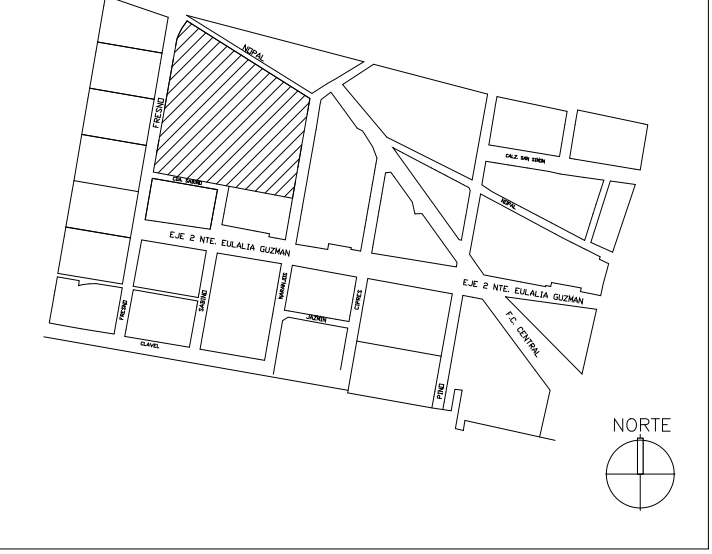 NOPAL
FRESNO
CALZ. SAN SIMON
CDA. SABINO
NOPAL
EJE 2 NTE. EULALIA GUZMAN
EJE 2 NTE. EULALIA GUZMAN
FRESNO
SABINO
NARANJOS
CIPRES
JAZMIN
F.C. CENTRAL
CLAVEL
PINO
NORTE